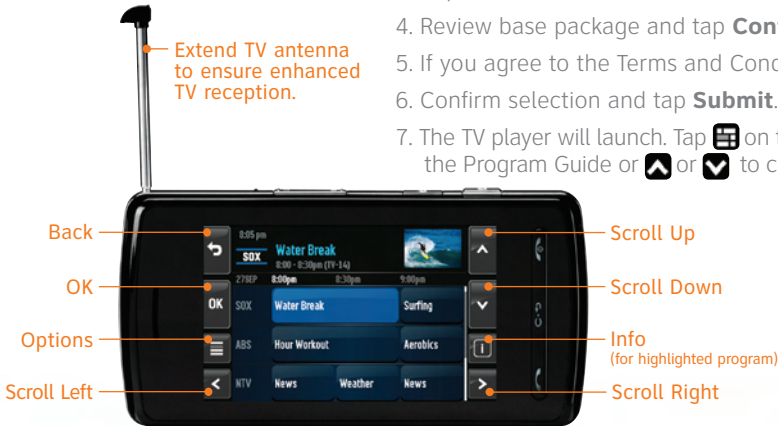 4. Review base package and tap Con
5. If you agree to the Terms and Cond
6. Confirm selection and tap Submit.
7. The TV player will launch. Tap on t
the Program Guide or or to c
Extend TV antenna
to ensure enhanced
TV reception.
Back
OK
Options
Scroll Left
8:05 pm
SOX
Water Break
8:00 - 8:30pm (TV-14)
27SEP 8:00pm 8:30pm 9:00pm
OK
SOX Water Break Surfing
ABS Hour Workout Aerobics
NTV News Weather News
Scroll Up
Scroll Down
Info
(for highlighted program)
Scroll Right